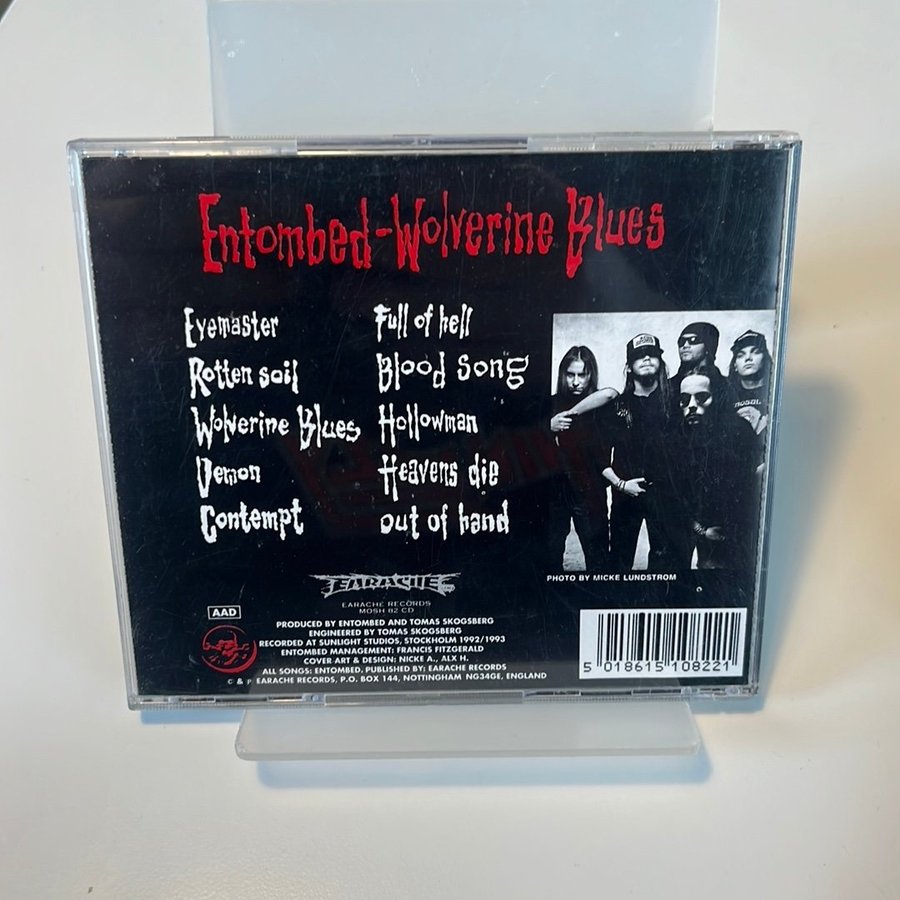 Entombed-Wolverine Blues
Eyemaster
Rotten soil
Wolverine Blues
Demon
Contempt
Full of hell
Blood song
Hollowman
Heavens die
out of hand
PHOTO BY MICKE LUNDSTROM
EARACHE
EARACHE RECORDS
MOSH 82 CD
AAD
PRODUCED BY ENTOMBED AND TOMAS SKOGSBERG
ENGINEERED BY TOMAS SKOGSBERG
RECORDED AT SUNLIGHT STUDIOS, STOCKHOLM 1992/1993
ENTOMBED MANAGEMENT: FRANCIS FITZGERALD
COVER ART & DESIGN: NICKE A., ALX H.
ALL SONGS: ENTOMBED. PUBLISHED BY: EARACHE RECORDS
C & P EARACHE RECORDS, P.O. BOX 144, NOTTINGHAM NG34GE, ENGLAND
5 018615 108221